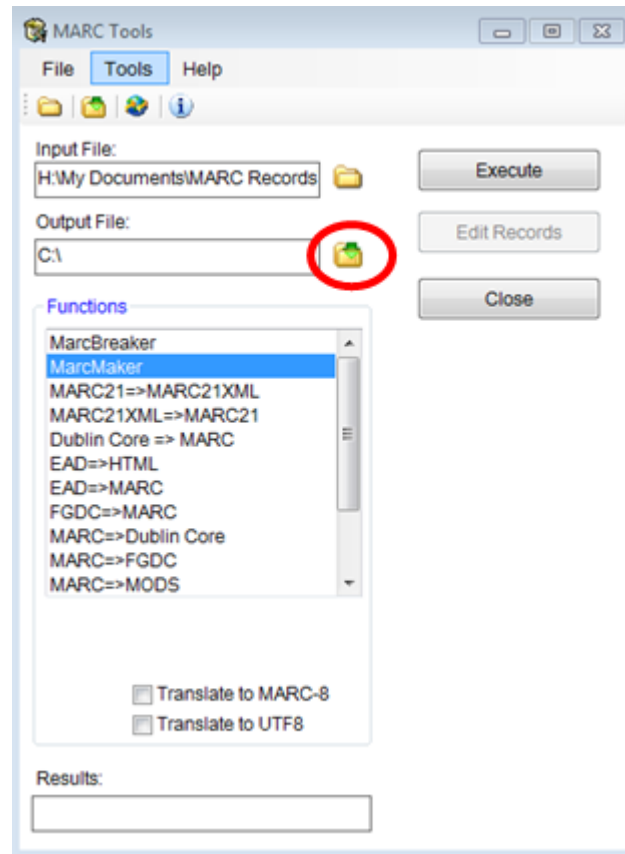 MARC Tools
File Tools Help
Input File:
H:\My Documents\MARC Records
Execute
Output File:
C:\
Edit Records
Close
Functions
MarcBreaker
MarcMaker
MARC21=>MARC21XML
MARC21XML=>MARC21
Dublin Core => MARC
EAD=>HTML
EAD=>MARC
FGDC=>MARC
MARC=>Dublin Core
MARC=>FGDC
MARC=>MODS
Translate to MARC-8
Translate to UTF8
Results: